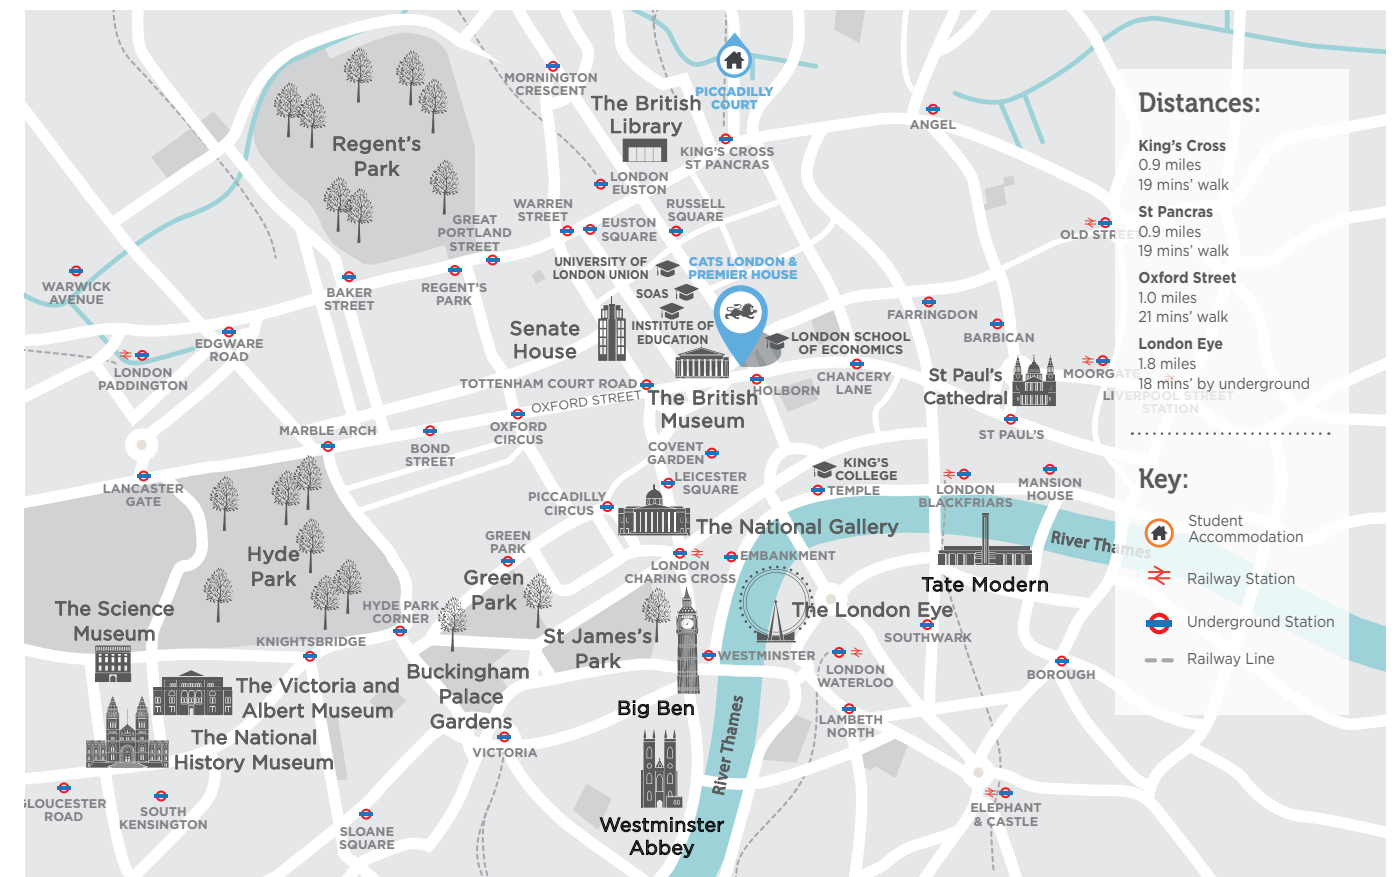 MORNINGTON
CRESCENT
The British
Library
PICCADILLY
COURT
KING'S CROSS
ST PANCRAS
ANGEL
Regent's
Park
LONDON
EUSTON
WARREN
STREET
RUSSELL
SQUARE
EUSTON
SQUARE
GREAT
PORTLAND
STREET
OLD STREET
UNIVERSITY OF
LONDON UNION
CATS LONDON &
PREMIER HOUSE
WARWICK
AVENUE
BAKER
STREET
REGENT'S
PARK
SOAS
INSTITUTE OF
EDUCATION
Senate
House
FARRINGDON
BARBICAN
EDGWARE
ROAD
LONDON SCHOOL
OF ECONOMICS
LONDON
PADDINGTON
TOTTENHAM COURT ROAD
OXFORD STREET
The British
Museum
HOLBORN
CHANCERY
LANE
St Paul's
Cathedral
MOORGATE
LIVERPOOL STREET
STATION
MARBLE ARCH
BOND
STREET
OXFORD
CIRCUS
ST PAUL'S
COVENT
GARDEN
LEICESTER
SQUARE
KING'S
COLLEGE
TEMPLE
LANCASTER
GATE
PICCADILLY
CIRCUS
LONDON
BLACKFRIARS
MANSION
HOUSE
The National Gallery
GREEN
PARK
Green
Park
LONDON
CHARING CROSS
EMBANKMENT
River Thames
Tate Modern
Hyde
Park
HYDE PARK
CORNER
The London Eye
SOUTHWARK
The Science
Museum
KNIGHTSBRIDGE
St James's
Park
WESTMINSTER
LONDON
WATERLOO
BOROUGH
Buckingham
Palace
Gardens
The Victoria and
Albert Museum
Big Ben
LAMBETH
NORTH
The National
History Museum
VICTORIA
River Thames
GLOUCESTER
ROAD
SOUTH
KENSINGTON
SLOANE
SQUARE
Westminster
Abbey
ELEPHANT
& CASTLE
Distances:
King's Cross
0.9 miles
19 mins' walk
St Pancras
0.9 miles
19 mins' walk
Oxford Street
1.0 miles
21 mins' walk
London Eye
1.8 miles
18 mins' by underground
Key:
Student
Accommodation
Railway Station
Underground Station
Railway Line